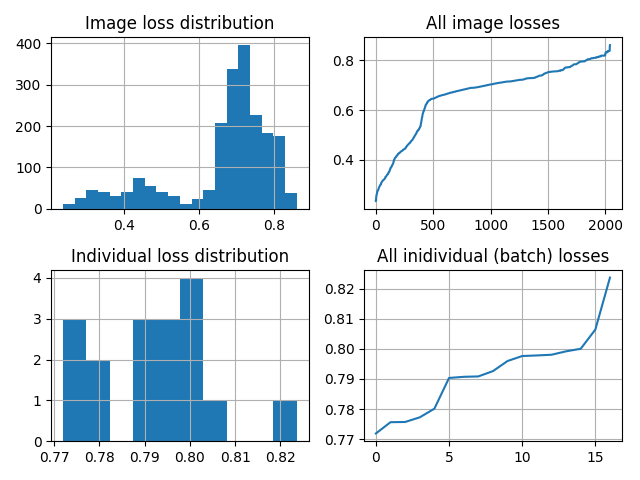 Image loss distribution
400
300
200
100
0
0.4 0.6 0.8
All image losses
0.8
0.6
0.4
0 500 1000 1500 2000
Individual loss distribution
4
3
2
1
0
0.77 0.78 0.79 0.80 0.81 0.82
All inidividual (batch) losses
0.82
0.81
0.80
0.79
0.78
0.77
0 5 10 15